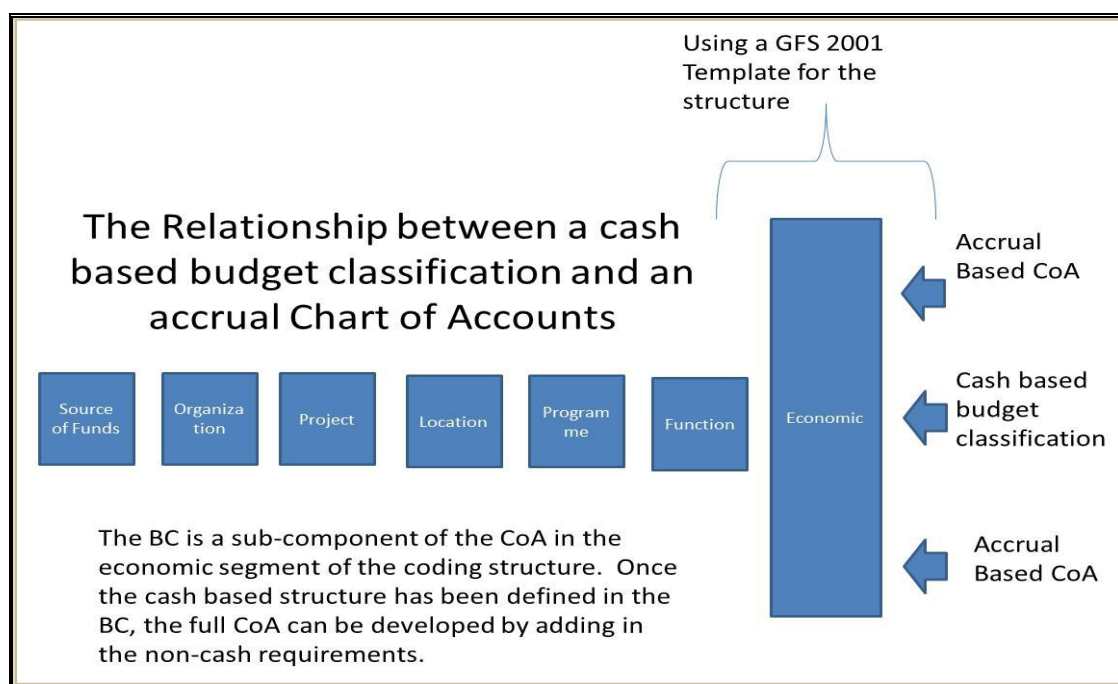 Using a GFS 2001
Template for the
structure
The Relationship between a cash
based budget classification and an
accrual Chart of Accounts
Accrual
Based CoA
Source
of Funds
Organiza
tion
Project
Location
Program
me
Function
Economic
Cash based
budget
classification
The BC is a sub-component of the CoA in the
economic segment of the coding structure.  Once
the cash based structure has been defined in the
BC, the full CoA can be developed by adding in
the non-cash requirements.
Accrual
Based CoA